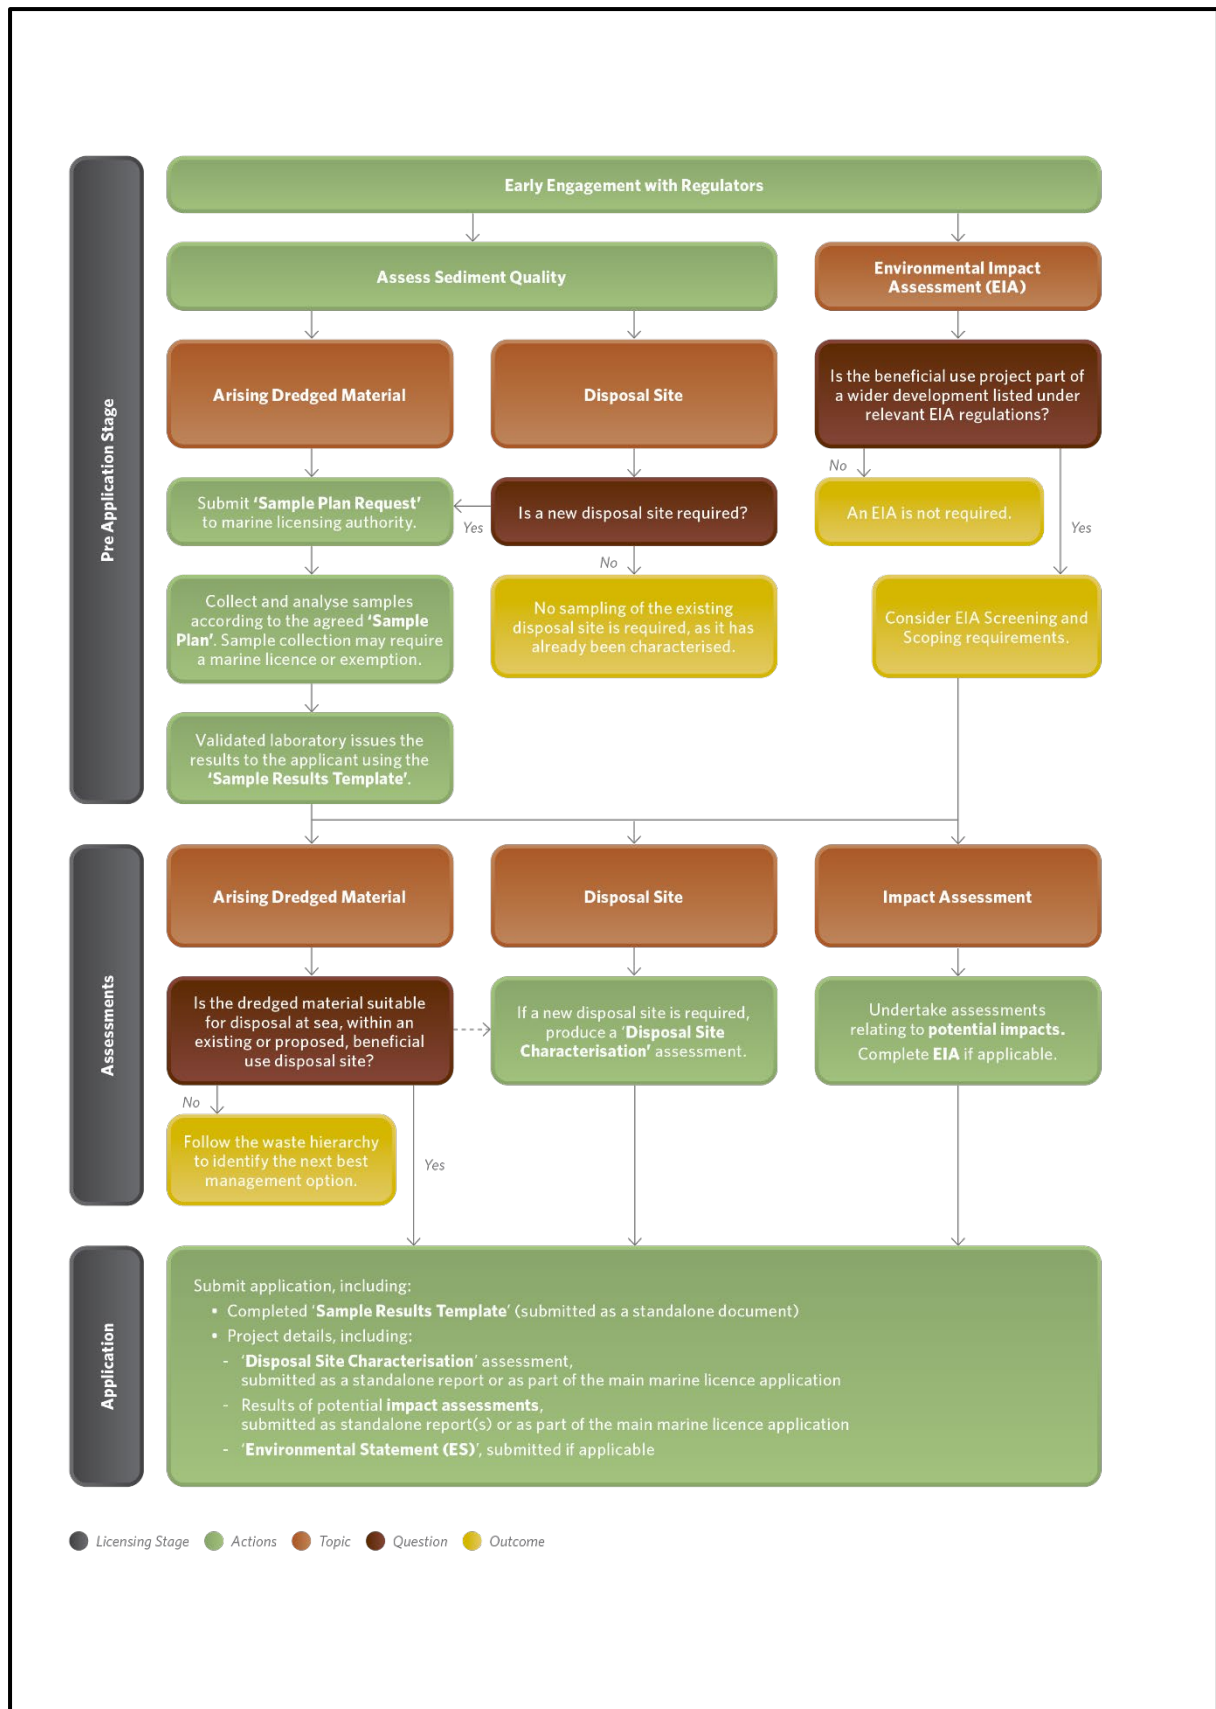 Pre Application Stage
Early Engagement with Regulators
Assess Sediment Quality
Environmental Impact
Assessment (EIA)
Arising Dredged Material
Disposal Site
Is the beneficial use project part of
a wider development listed under
relevant EIA regulations?
No
Yes
Submit ‘Sample Plan Request’
to marine licensing authority.
Yes
Is a new disposal site required?
No
An EIA is not required.
Collect and analyse samples
according to the agreed ‘Sample
Plan’. Sample collection may require
a marine licence or exemption.
No sampling of the existing
disposal site is required, as it has
already been characterised.
Consider EIA Screening and
Scoping requirements.
Validated laboratory issues the
results to the applicant using the
‘Sample Results Template’.
Assessments
Arising Dredged Material
Disposal Site
Impact Assessment
Is the dredged material suitable
for disposal at sea, within an
existing or proposed, beneficial
use disposal site?
If a new disposal site is required,
produce a ‘Disposal Site
Characterisation’ assessment.
Undertake assessments
relating to potential impacts.
Complete EIA if applicable.
No
Yes
Follow the waste hierarchy
to identify the next best
management option.
Application
Submit application, including:
▪ Completed ‘Sample Results Template’ (submitted as a standalone document)
▪ Project details, including:
- ‘Disposal Site Characterisation’ assessment,
submitted as a standalone report or as part of the main marine licence application
- Results of potential impact assessments,
submitted as standalone report(s) or as part of the main marine licence application
- ‘Environmental Statement (ES)’, submitted if applicable
Licensing Stage Actions Topic Question Outcome